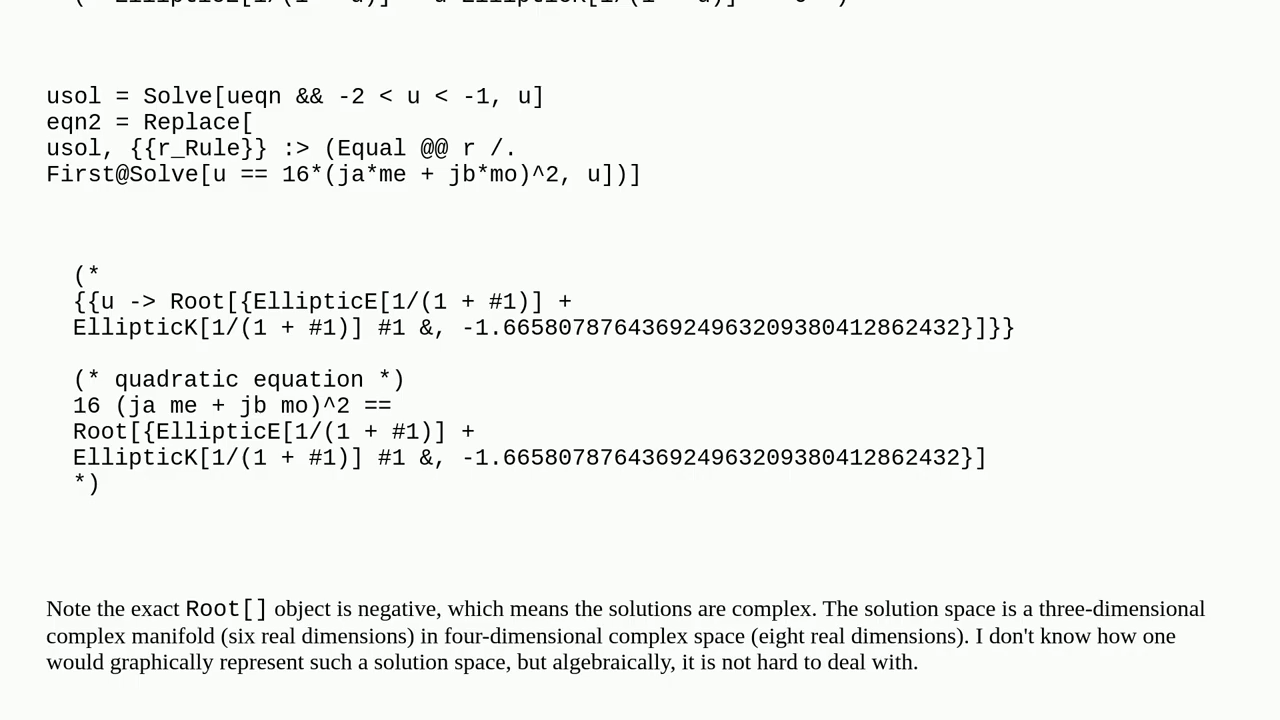 usol = Solve[ueqn && -2 < u < -1, u]
eqn2 = Replace[
usol, {{r_Rule}} :> (Equal @@ r /.
First@Solve[u == 16*(ja*me + jb*mo)^2, u])]
(*
{{u -> Root[{EllipticE[1/(1 + #1)] +
EllipticK[1/(1 + #1)] #1 &, -1.6658078764369249632093804128624​32}]}}
(* quadratic equation *)
16 (ja me + jb mo)^2 ==
Root[{EllipticE[1/(1 + #1)] +
EllipticK[1/(1 + #1)] #1 &, -1.665807876436924963209380412862432}]
*)
Note the exact Root[] object is negative, which means the solutions are complex. The solution space is a three-dimensional
complex manifold (six real dimensions) in four-dimensional complex space (eight real dimensions). I don't know how one
would graphically represent such a solution space, but algebraically, it is not hard to deal with.